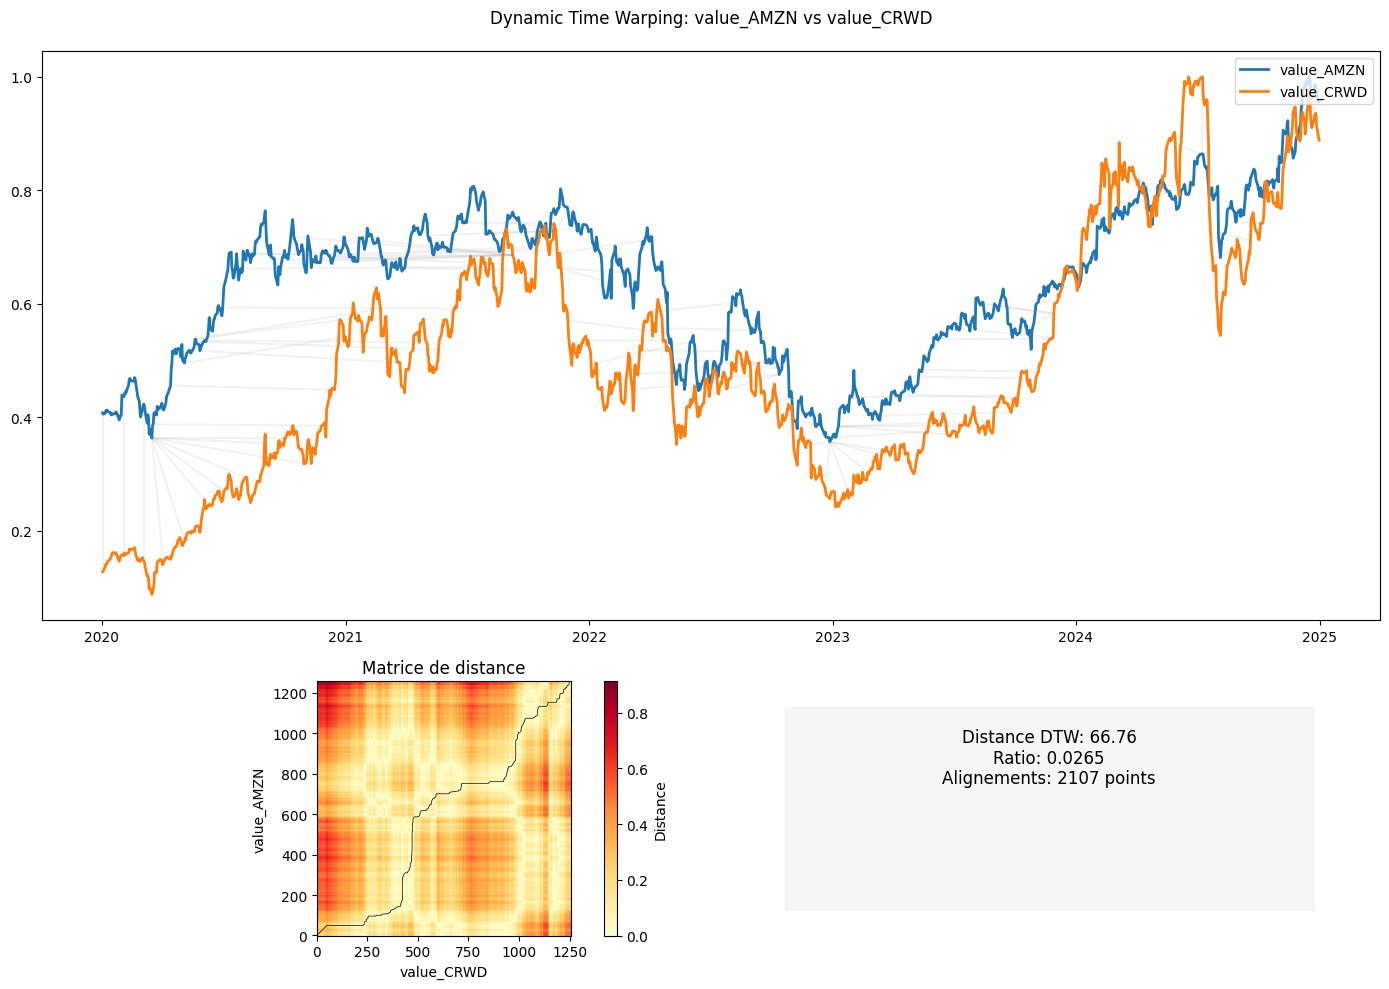 Dynamic Time Warping: value_AMZN vs value_CRWD
value_AMZN
value_CRWD
1.0
0.8
0.6
0.4
0.2
2020 2021 2022 2023 2024 2025
Matrice de distance
value_AMZN
1200
1000
800
600
400
200
0
0 250 500 750 1000 1250
value_CRWD
0.8
0.6
0.4
0.2
0.0
Distance
Distance DTW: 66.76
Ratio: 0.0265
Alignements: 2107 points